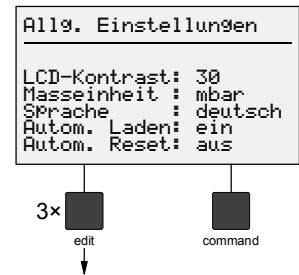 Allg. Einstellungen
LCD-Kontrast: 30
Masseinheit : mbar
Sprache : deutsch
Autom. Laden: ein
Autom. Reset: aus
3×
edit command